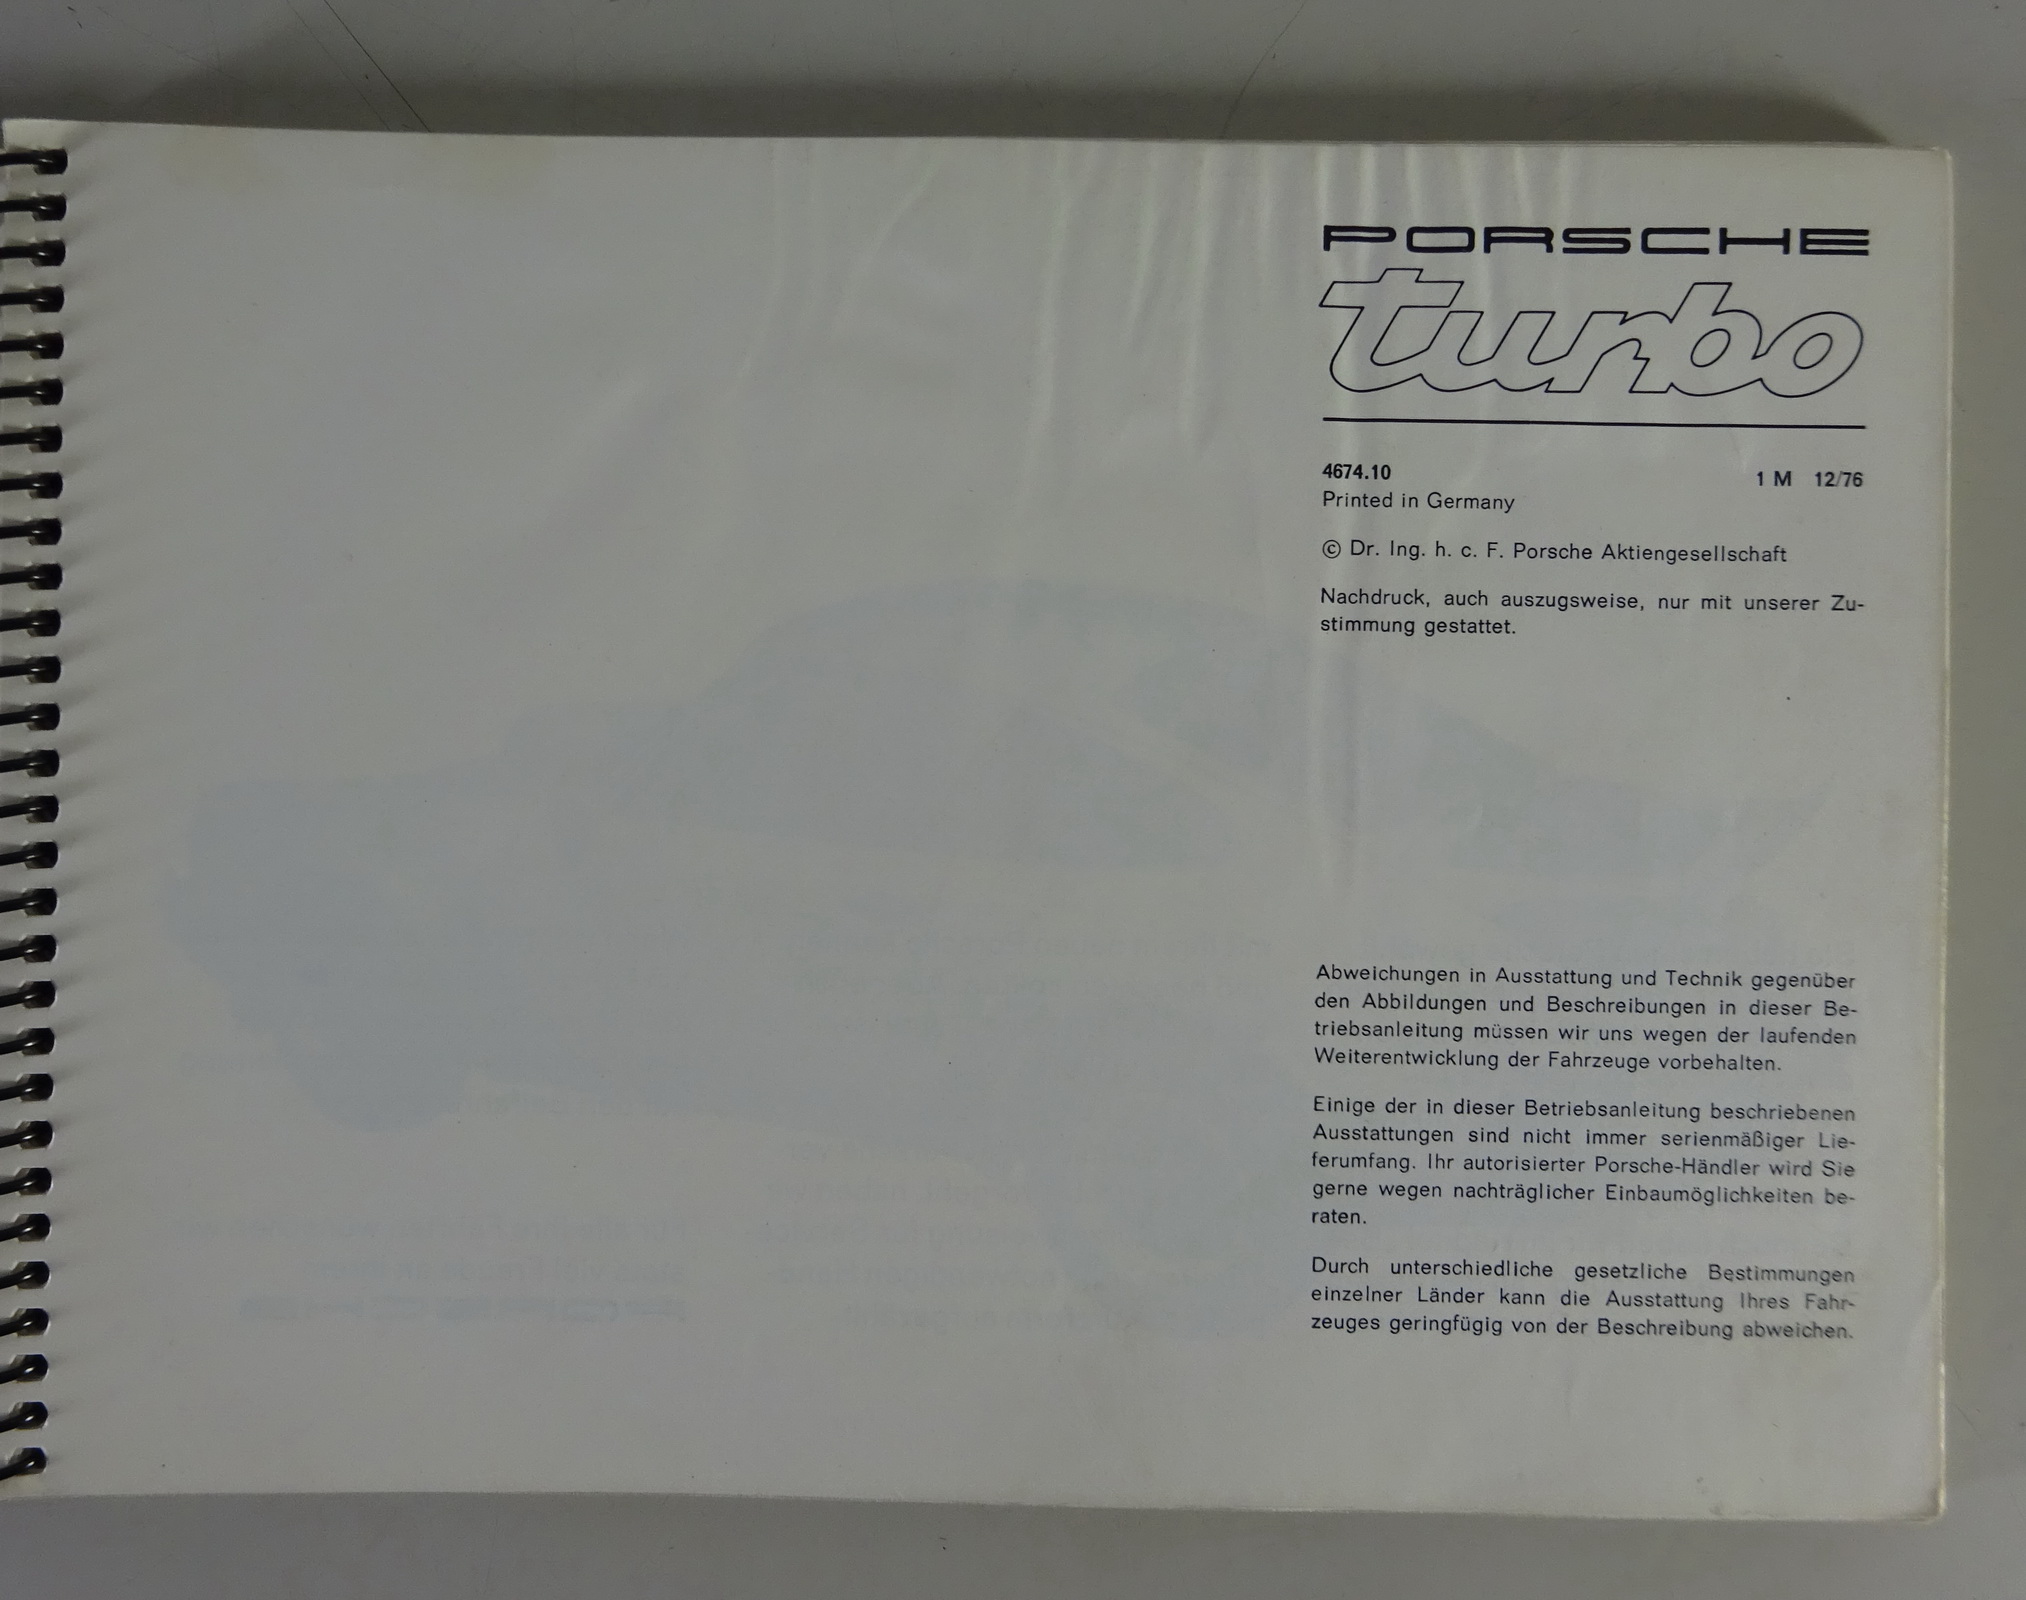 PORSCHE
turbo
4674.10 1 M 12/76
Printed in Germany
© Dr. Ing. h. c. F. Porsche Aktiengesellschaft
Nachdruck, auch auszugsweise, nur mit unserer Zu-
stimmung gestattet.
Abweichungen in Ausstattung und Technik gegenüber
den Abbildungen und Beschreibungen in dieser Be-
triebsanleitung müssen wir uns wegen der laufenden
Weiterentwicklung der Fahrzeuge vorbehalten.
Einige der in dieser Betriebsanleitung beschriebenen
Ausstattungen sind nicht immer serienmäßiger Lie-
ferumfang. Ihr autorisierter Porsche-Händler wird Sie
gerne wegen nachträglicher Einbaumöglichkeiten be-
raten.
Durch unterschiedliche gesetzliche Bestimmungen
einzelner Länder kann die Ausstattung Ihres Fahr-
zeuges geringfügig von der Beschreibung abweichen.